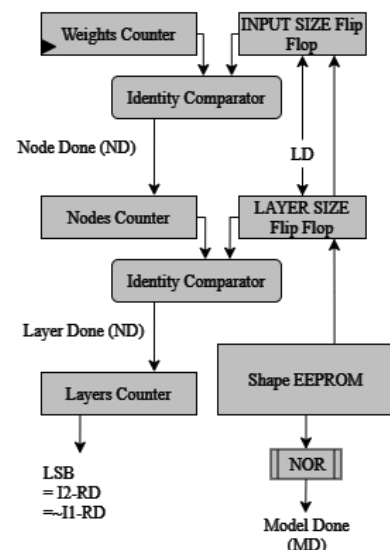 Weights Counter
INPUT SIZE Flip
Flop
Identity Comparator
Node Done (ND)
LD
Nodes Counter
LAYER SIZE
Flip Flop
Identity Comparator
Layer Done (ND)
Layers Counter
Shape EEPROM
LSB
= I2-RD
=~I1-RD
NOR
Model Done
(MD)